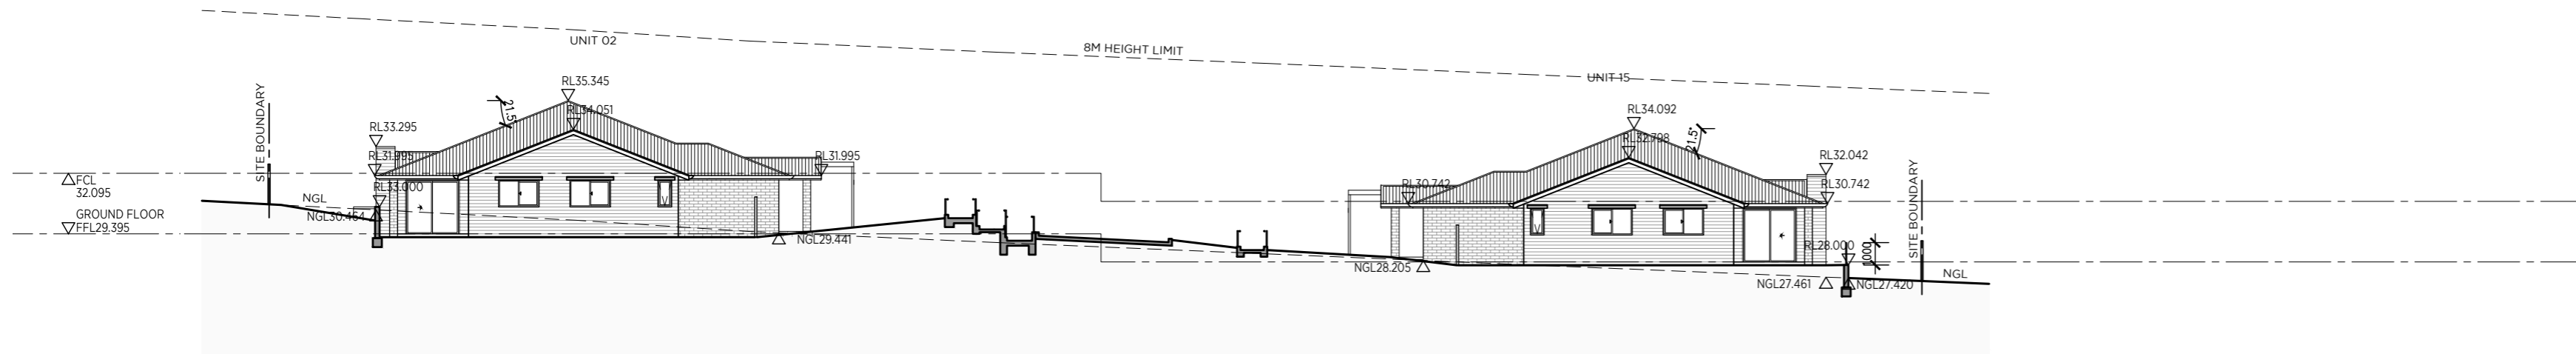 UNIT 02
8M HEIGHT LIMIT
UNIT 15
SITE BOUNDARY
RL35.345
21.5°
RL34.051
RL33.295
RL31.995
RL31.995
FCL
32.095
RL33.000
NGL
NGL30.454
GROUND FLOOR
FFL29.395
NGL29.441
RL34.092
RL32.798
21.5°
RL32.042
RL30.742
RL30.742
SITE BOUNDARY
RL28.000
1000
NGL28.205
NGL27.461
NGL27.420
NGL